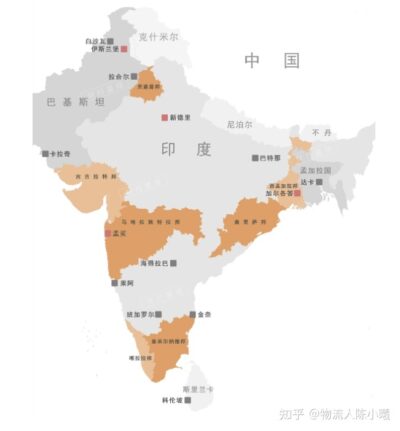 克什米尔
白沙瓦
伊斯兰堡
中 国
拉合尔
旁遮普邦
巴基斯坦
新德里
尼泊尔
不丹
印度
巴特那
孟加拉国
卡拉奇
古吉拉特邦
西孟加拉邦
达卡
加尔各答
马哈拉施特拉邦
奥里萨邦
孟买
海得拉巴
果阿
班加罗尔
金奈
泰米尔纳德邦
喀拉拉邦
斯里兰卡
科伦坡
知乎 @物流人陈小曦